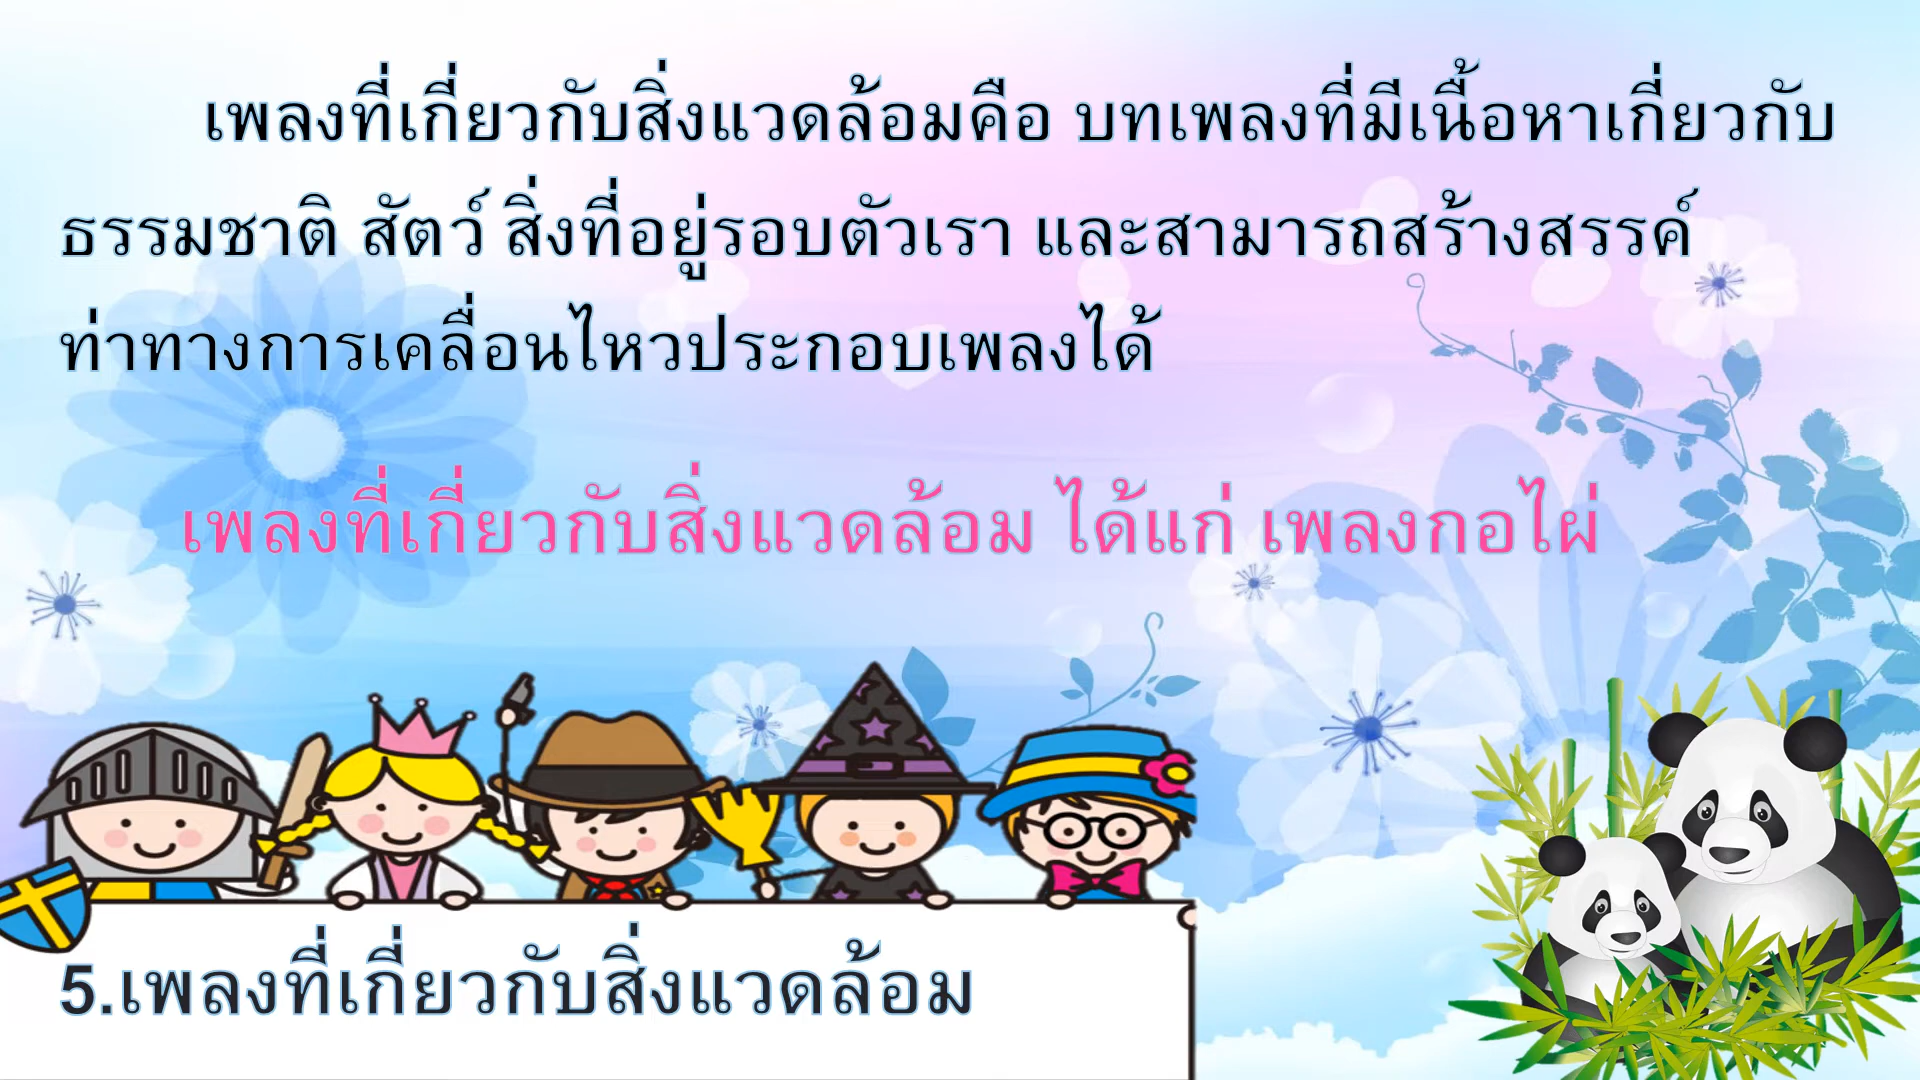 เพลงที่เกี่ยวกับสิ่งแวดล้อมคือ บทเพลงที่มีเนื้อหาเกี่ยวกับ
ธรรมชาติ สัตว์ สิ่งที่อยู่รอบตัวเรา และสามารถสร้างสรรค์
ท่าทางการเคลื่อนไหวประกอบเพลงได้
เพลงที่เกี่ยวกับสิ่งแวดล้อม ได้แก่ เพลงกอไผ่
5.เพลงที่เกี่ยวกับสิ่งแวดล้อม